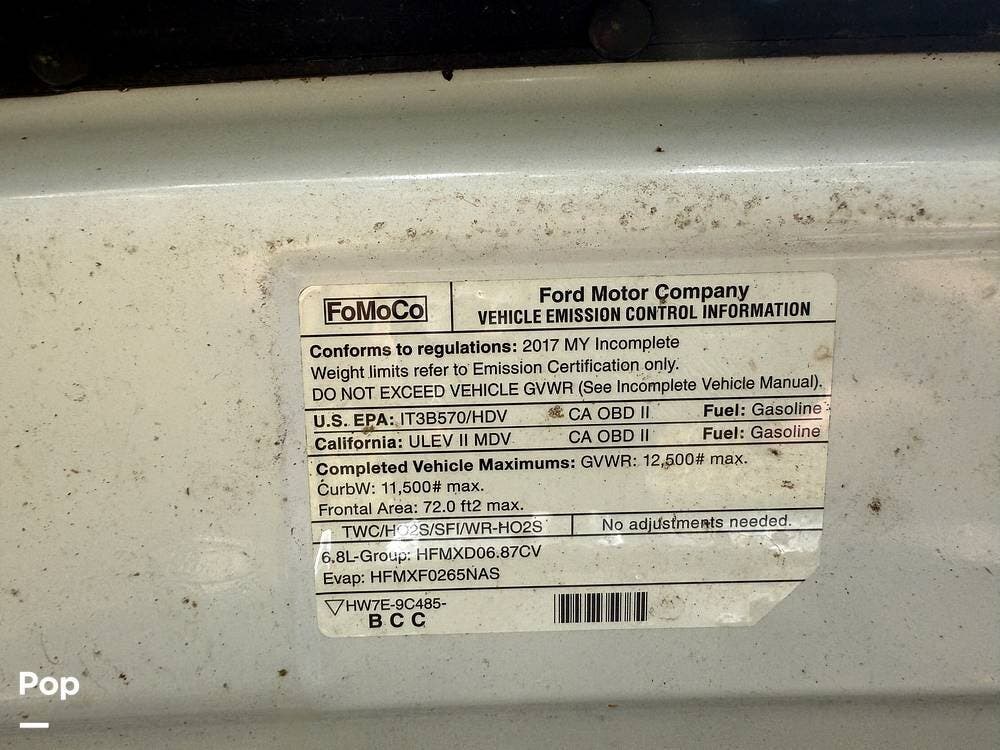 FoMoCo
Ford Motor Company
VEHICLE EMISSION CONTROL INFORMATION
Conforms to regulations: 2017 MY Incomplete
Weight limits refer to Emission Certification only.
DO NOT EXCEED VEHICLE GVWR (See Incomplete Vehicle Manual).
U.S. EPA: IT3B570/HDV CA OBD II Fuel: Gasoline
California: ULEV II MDV CA OBD II Fuel: Gasoline
Completed Vehicle Maximums: GVWR: 12,500# max.
CurbW: 11,500# max.
Frontal Area: 72.0 ft2 max.
TWC/HO2S/SFI/WR-HO2S No adjustments needed.
6.8L-Group: HFMXD06.87CV
Evap: HFMXF0265NAS
HW7E-9C485-
B C C
Pop